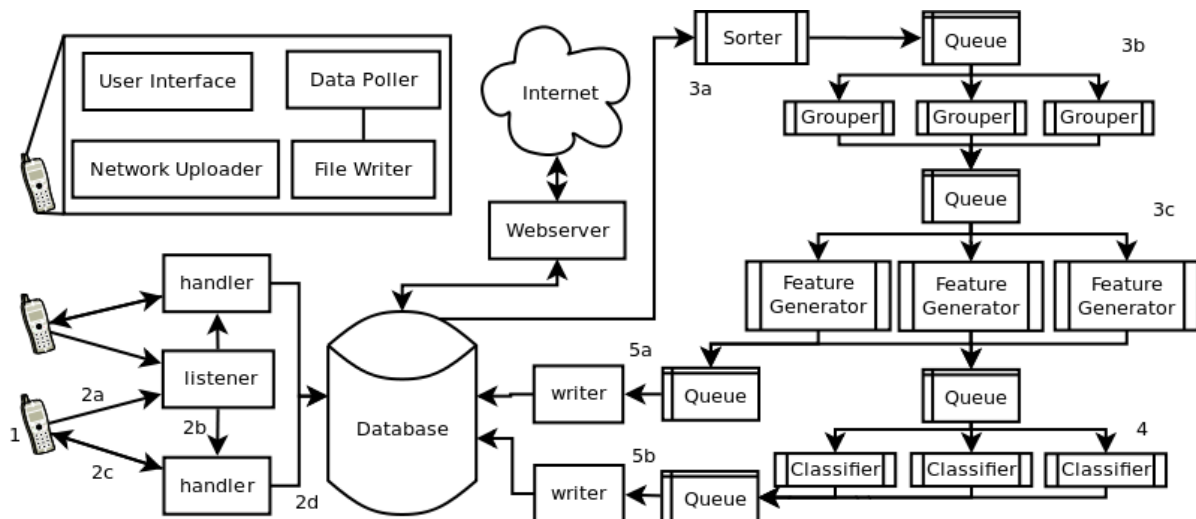 User Interface
Data Poller
Network Uploader
File Writer
Internet
Webserver
Sorter
Queue
3a
3b
Grouper
Grouper
Grouper
Queue
3c
Feature
Generator
Feature
Generator
Feature
Generator
handler
listener
2a
1
2b
2c
handler
2d
Database
5a
writer
Queue
Queue
4
5b
writer
Queue
Classifier
Classifier
Classifier